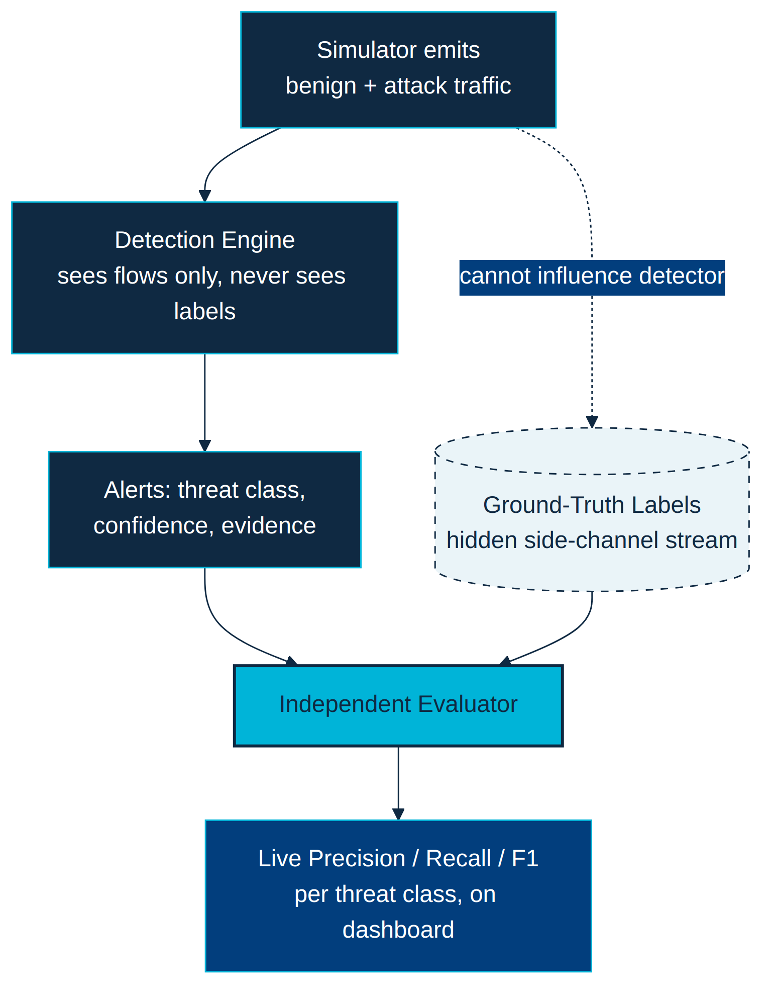 Simulator emits
benign + attack traffic
Detection Engine
sees flows only, never sees
labels
cannot influence detector
Alerts: threat class,
confidence, evidence
Ground-Truth Labels
hidden side-channel stream
Independent Evaluator
Live Precision / Recall / F1
per threat class, on
dashboard